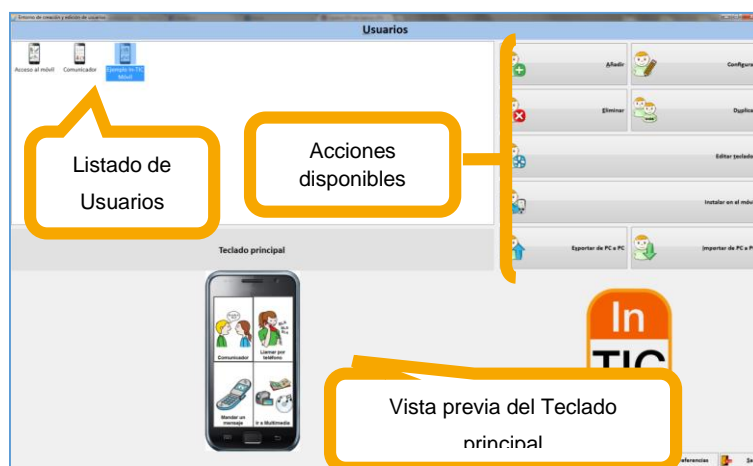 Entorno de creación y edición de usuarios
Usuarios
Acceso al móvil
Comunicador
Ejemplo In-TIC
Móvil
Añadir
Configura
Eliminar
Duplica
Editar teclado
Instalar en el móvi
Exportar de PC a PC
Importar de PC a P
Listado de
Usuarios
Acciones
disponibles
Teclado principal
Comunicador
Llamar por
teléfono
Mandar un
mensaje
Ir a Multimedia
In
TIC
Vista previa del Teclado
principal
eferencias